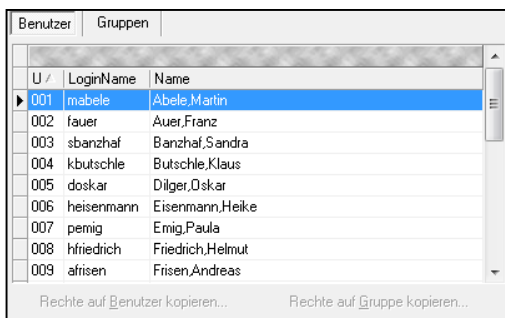 Benutzer Gruppen
U LoginName Name
001 mabele Abele,Martin
002 fauer Auer,Franz
003 sbanzhaf Banzhaf,Sandra
004 kbutschle Butschle,Klaus
005 doskar Dilger,Oskar
006 heisenmann Eisenmann,Heike
007 pemig Emig,Paula
008 hfriedrich Friedrich,Helmut
009 afrisen Frisen,Andreas
Rechte auf Benutzer kopieren... Rechte auf Gruppe kopieren...